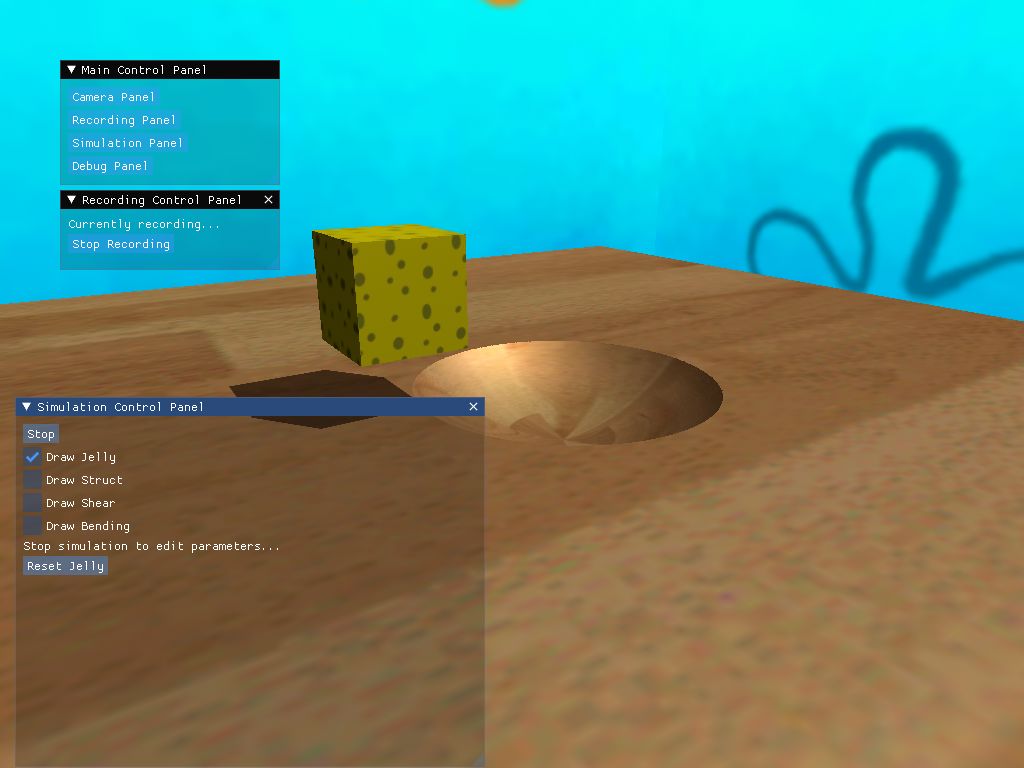 Main Control Panel
Camera Panel
Recording Panel
Simulation Panel
Debug Panel
Recording Control Panel
Currently recording...
Stop Recording
Simulation Control Panel
Stop
Draw Jelly
Draw Struct
Draw Shear
Draw Bending
Stop simulation to edit parameters...
Reset Jelly